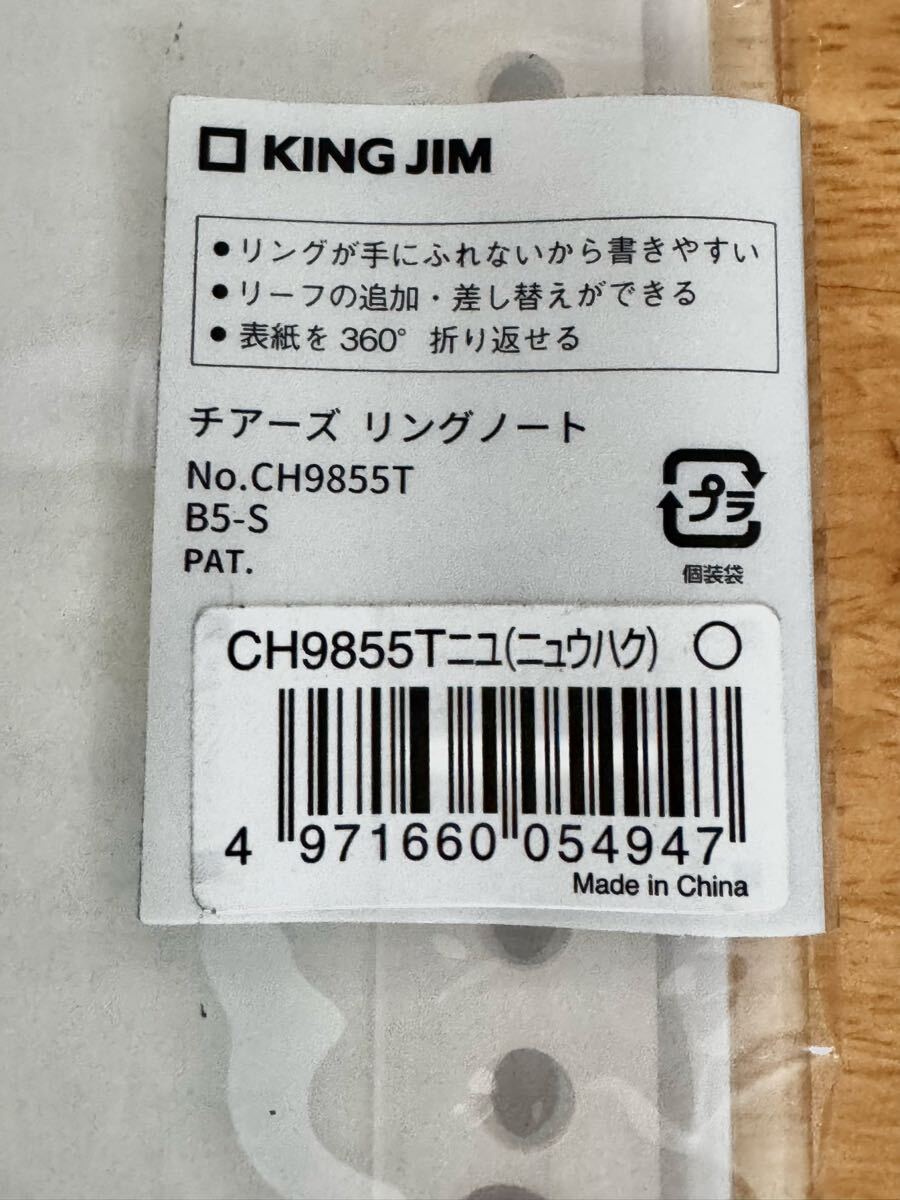 KING JIM
• リングが手にふれないから書きやすい
• リーフの追加・差し替えができる
• 表紙を 360° 折り返せる
チアーズ リングノート
No.CH9855T
B5-S
PAT.
プラ
個装袋
CH9855Tニユ(ニュウハク) ○
4 971660 054947
Made in China